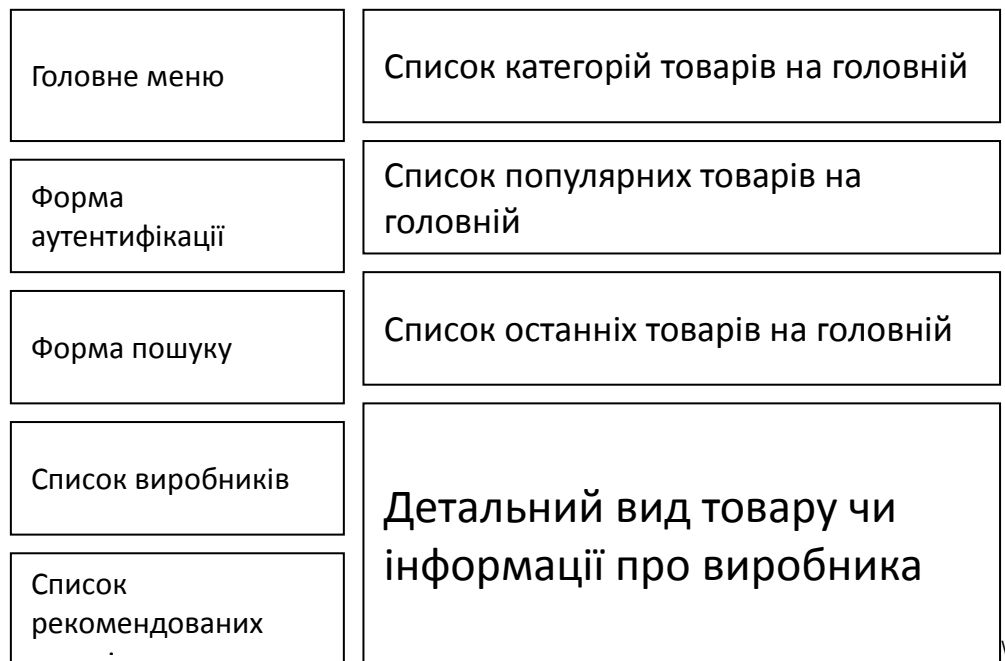 Головне меню
Форма
аутентифікації
Форма пошуку
Список виробників
Список
рекомендованих
Список категорій товарів на головній
Список популярних товарів на
головній
Список останніх товарів на головній
Детальний вид товару чи
інформації про виробника